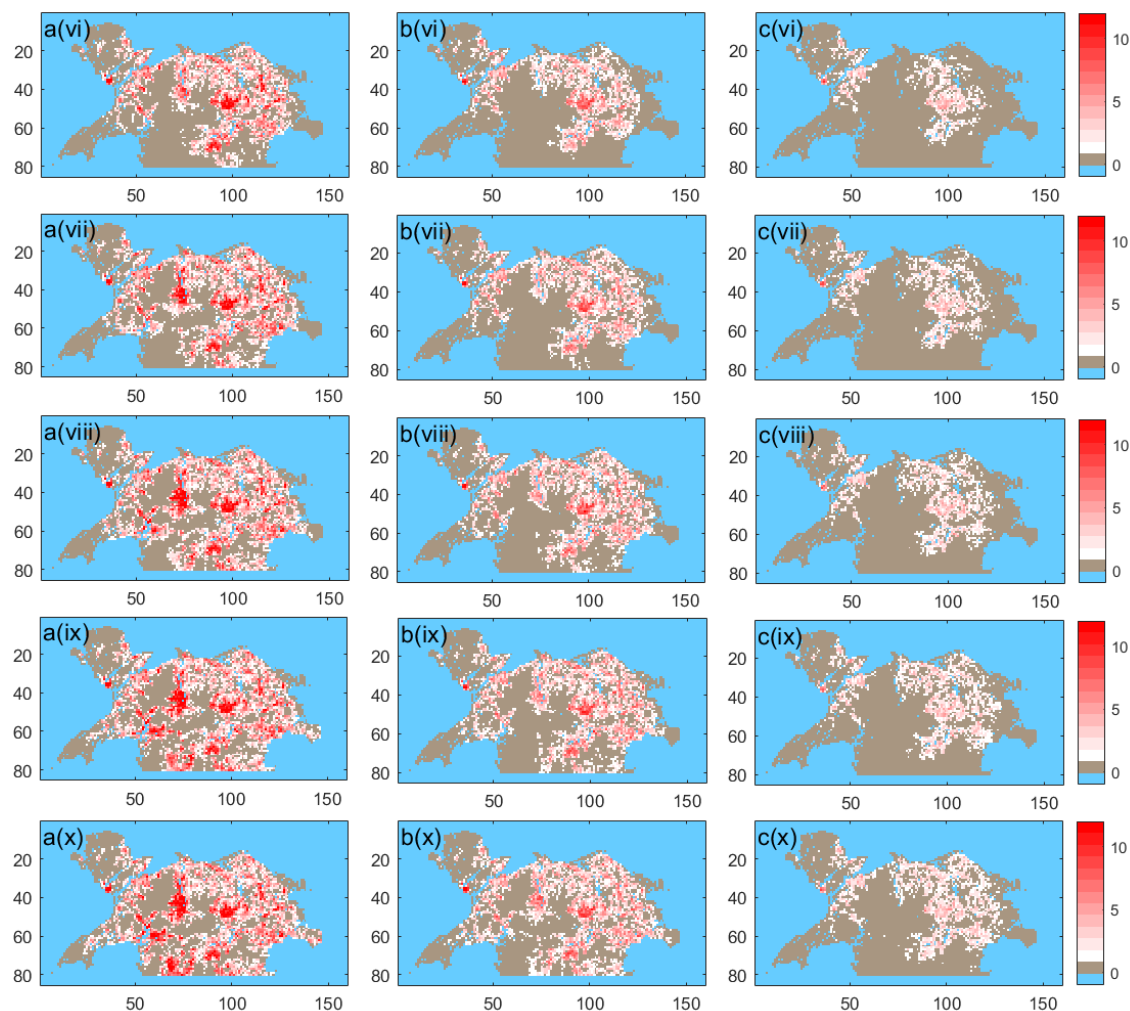 a(vi) b(vi) c(vi)
20 20 20 10
40 40 40 5
60 60 60
80 80 80 0
50 100 150 50 100 150 50 100 150
a(vii) b(vii) c(vii)
20 20 20 10
40 40 40 5
60 60 60
80 80 80 0
50 100 150 50 100 150 50 100 150
a(viii) b(viii) c(viii)
20 20 20 10
40 40 40 5
60 60 60
80 80 80 0
50 100 150 50 100 150 50 100 150
a(ix) b(ix) c(ix)
20 20 20 10
40 40 40 5
60 60 60
80 80 80 0
50 100 150 50 100 150 50 100 150
a(x) b(x) c(x)
20 20 20 10
40 40 40 5
60 60 60
80 80 80 0
50 100 150 50 100 150 50 100 150